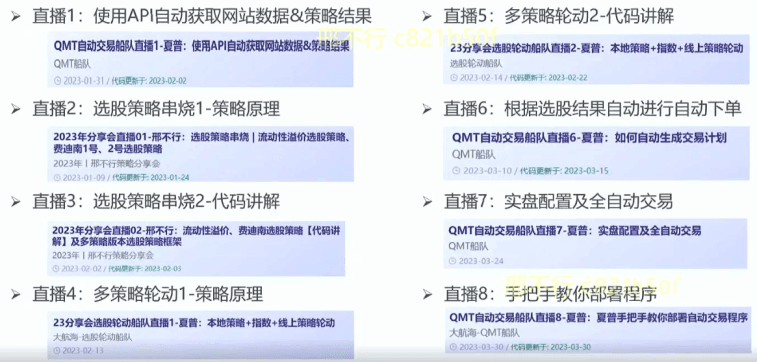 直播1：使用API自动获取网站数据&策略结果
QMT自动交易船队直播1-夏普：使用API自动获取网站数据&策略结果
QMT船队
2023-01-31 / 代码更新于: 2023-02-02
直播2：选股策略串烧1-策略原理
2023年分享会直播01-邢不行：选股策略串烧 | 流动性溢价选股策略、
费迪南1号、2号选股策略
2023年丨邢不行策略分享会
2023-01-09 / 代码更新于: 2023-01-24
直播3：选股策略串烧2-代码讲解
2023年分享会直播02-邢不行：流动性溢价、费迪南选股策略【代码讲
解】及多策略版本选股策略框架
2023年丨邢不行策略分享会
2023-02-02 / 代码更新于: 2023-02-03
直播4：多策略轮动1-策略原理
23分享会选股轮动船队直播1-夏普：本地策略+指数+线上策略轮动
大航海-选股轮动船队
2023-02-13
直播5：多策略轮动2-代码讲解
23分享会选股轮动船队直播2-夏普：本地策略+指数+线上策略轮动
选股轮动船队
2023-02-14 / 代码更新于: 2023-02-22
直播6：根据选股结果自动进行自动下单
QMT自动交易船队直播6-夏普：如何自动生成交易计划
QMT船队
2023-03-10 / 代码更新于: 2023-03-15
直播7：实盘配置及全自动交易
QMT自动交易船队直播7-夏普：实盘配置及全自动交易
QMT船队
2023-03-24
直播8：手把手教你部署程序
QMT自动交易船队直播8-夏普：夏普手把手教你部署自动交易程序
大航海-QMT船队
2023-03-30 / 代码更新于: 2023-03-30